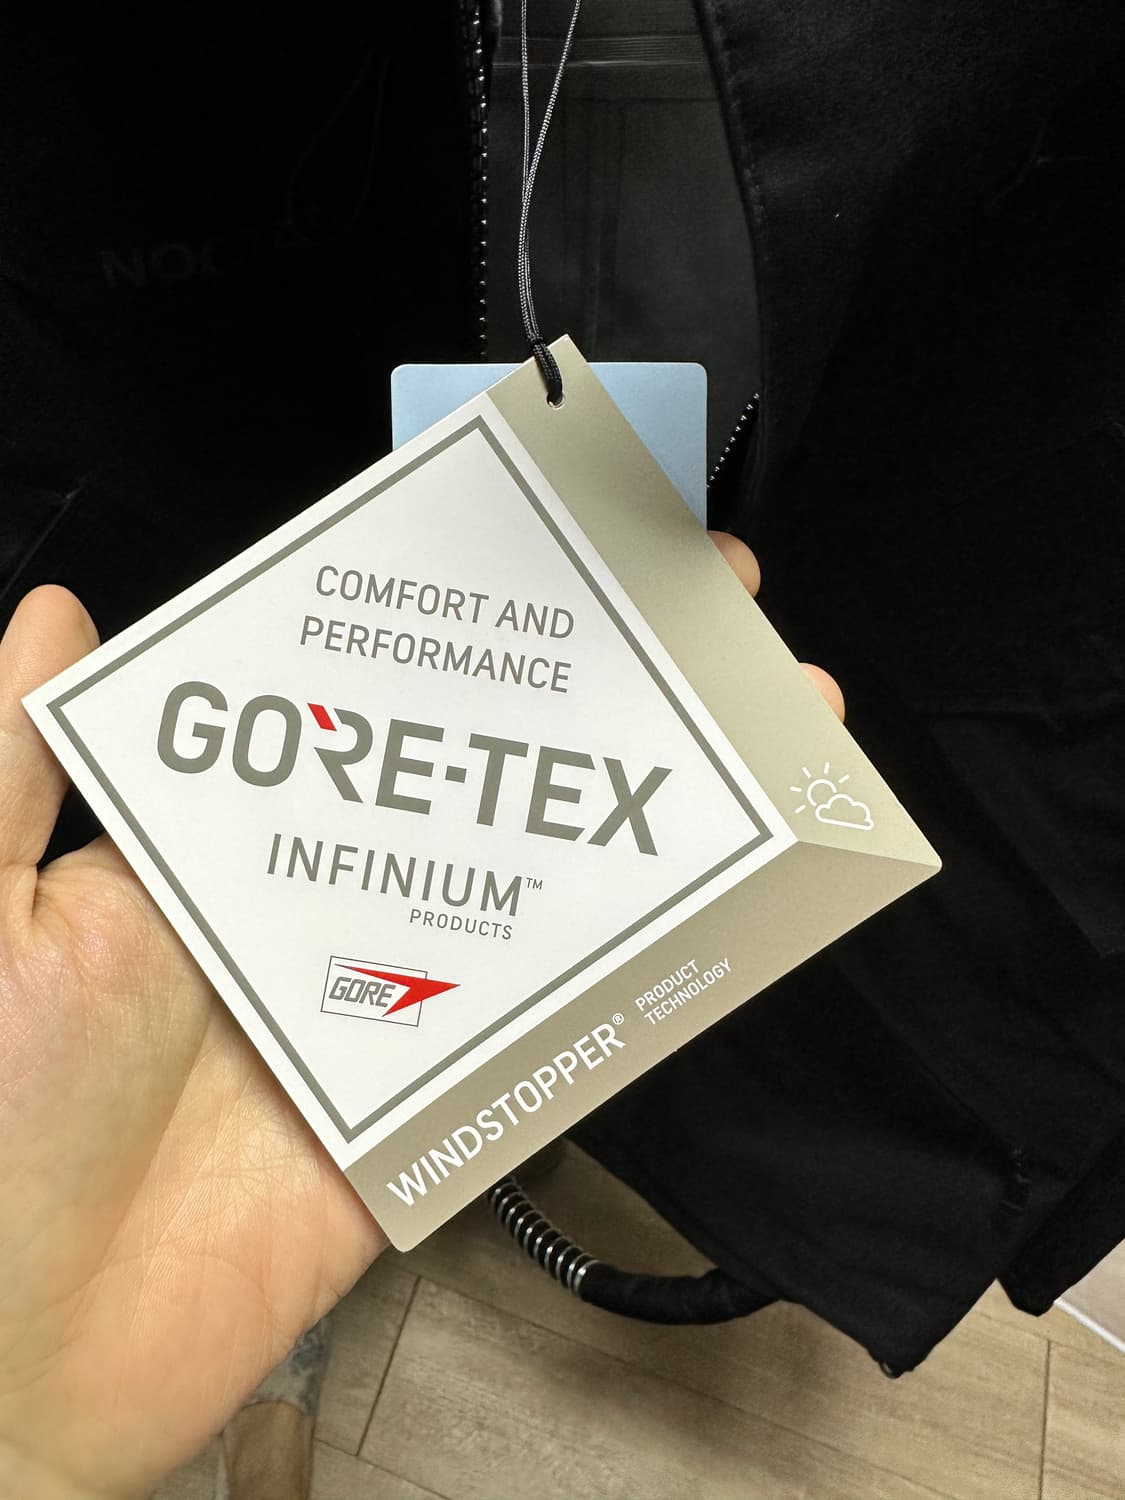 COMFORT AND
PERFORMANCE
GORE-TEX
INFINIUM™
PRODUCTS
GORE
WINDSTOPPER® PRODUCT
TECHNOLOGY